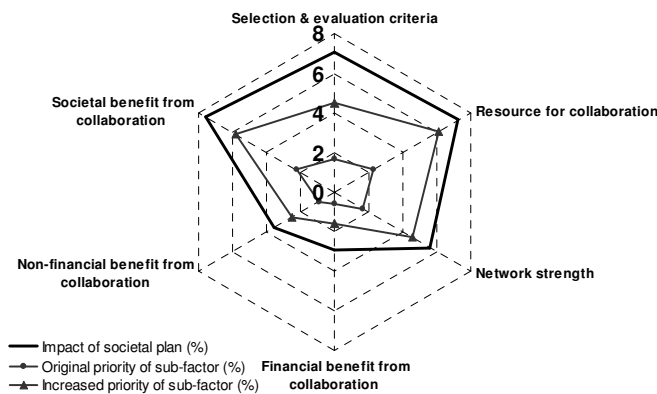 Selection & evaluation criteria
8
6
4
2
0
Societal benefit from
collaboration
Resource for collaboration
Non-financial benefit from
collaboration
Network strength
Financial benefit from
collaboration
Impact of societal plan (%)
Original priority of sub-factor (%)
Increased priority of sub-factor (%)